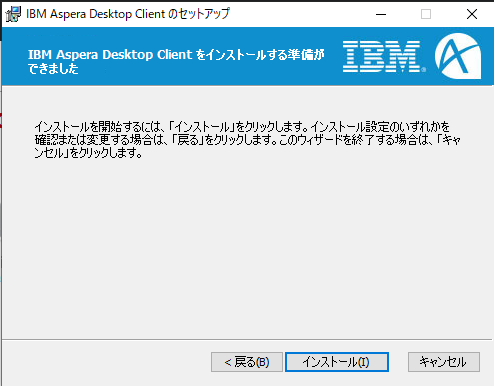 IBM Aspera Desktop Client のセットアップ
IBM Aspera Desktop Client をインストールする準備が
できました
IBM
インストールを開始するには、「インストール」をクリックします。インストール設定のいずれかを
確認または変更する場合は、「戻る」をクリックします。このウィザードを終了する場合は、「キャ
ンセル」をクリックします。
< 戻る(B)
インストール(I)
キャンセル